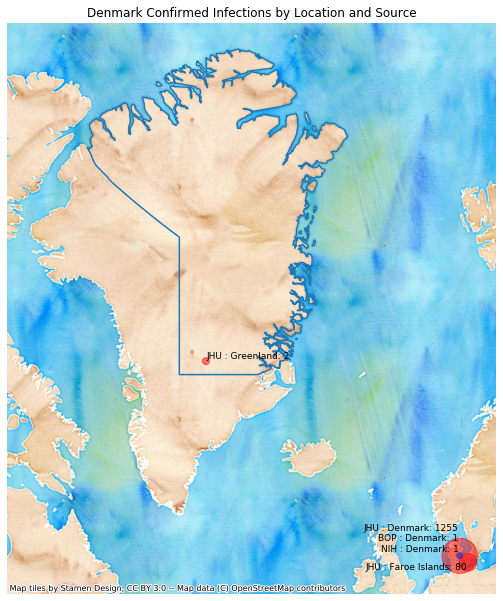 Denmark Confirmed Infections by Location and Source
JHU : Greenland: 2
JHU : Denmark: 1255
BOP : Denmark: 1
NIH : Denmark: 1
JHU : Faroe Islands: 80
Map tiles by Stamen Design, CC BY 3.0 -- Map data (C) OpenStreetMap contributors